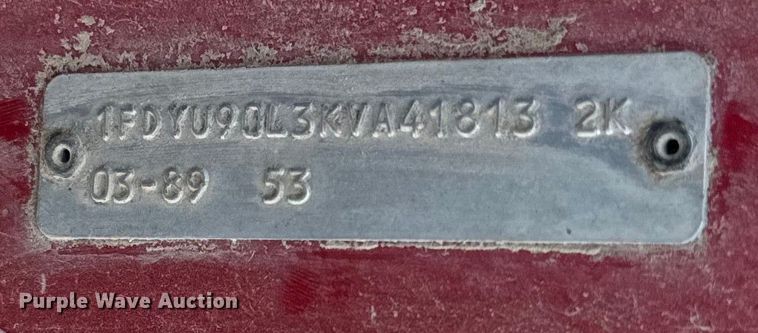 1FDYU90L3KVA41813 2K
03-89 53
Purple Wave Auction